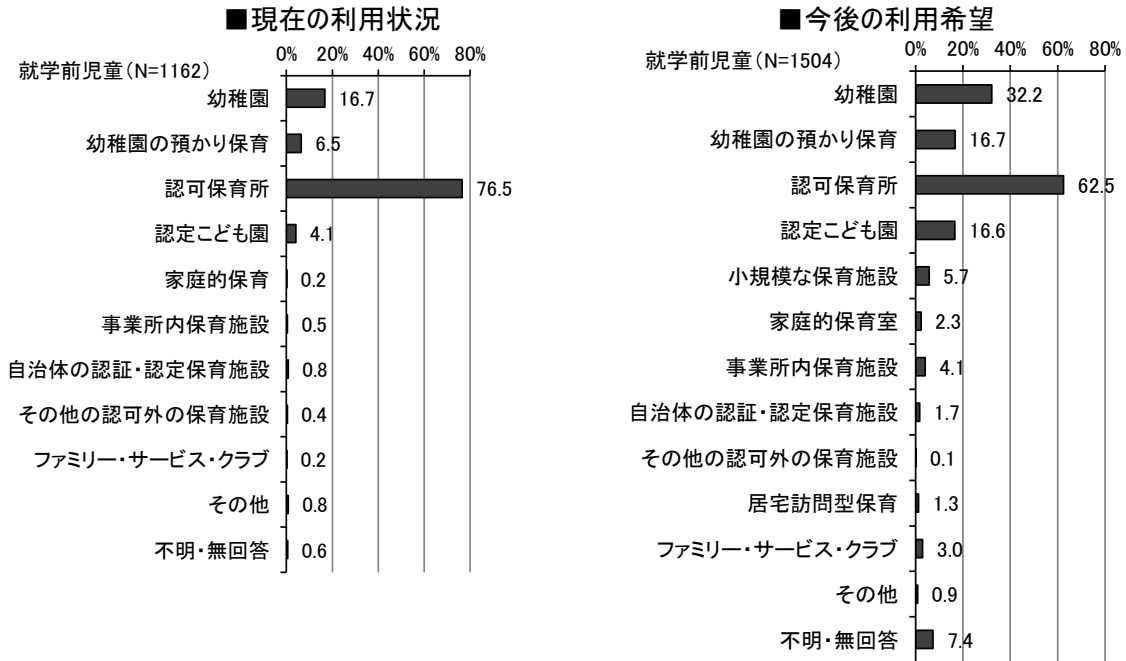 ■現在の利用状況
0% 20% 40% 60% 80%
就学前児童(N=1162)
幼稚園 16.7
幼稚園の預かり保育 6.5
認可保育所 76.5
認定こども園 4.1
家庭的保育 0.2
事業所内保育施設 0.5
自治体の認証・認定保育施設 0.8
その他の認可外の保育施設 0.4
ファミリー・サービス・クラブ 0.2
その他 0.8
不明・無回答 0.6
■今後の利用希望
0% 20% 40% 60% 80%
就学前児童(N=1504)
幼稚園 32.2
幼稚園の預かり保育 16.7
認可保育所 62.5
認定こども園 16.6
小規模な保育施設 5.7
家庭的保育室 2.3
事業所内保育施設 4.1
自治体の認証・認定保育施設 1.7
その他の認可外の保育施設 0.1
居宅訪問型保育 1.3
ファミリー・サービス・クラブ 3.0
その他 0.9
不明・無回答 7.4